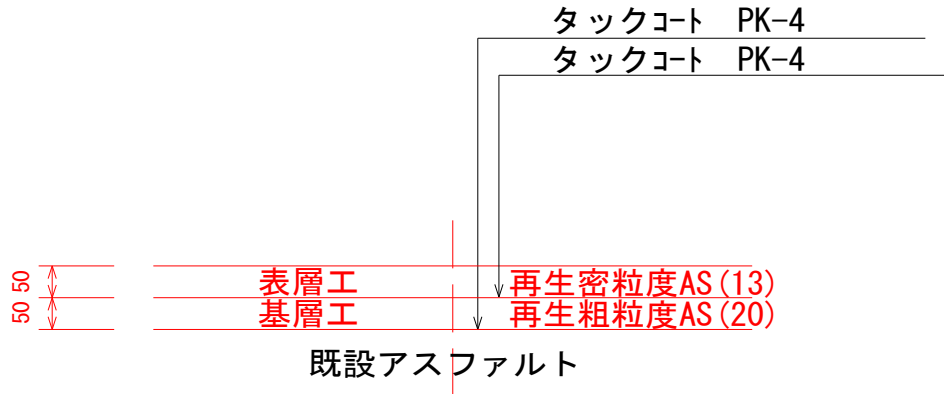 タックコート　PK-4
タックコート　PK-4
50
表層工
再生密粒度AS(13)
50
基層工
再生粗粒度AS(20)
既設アスファルト